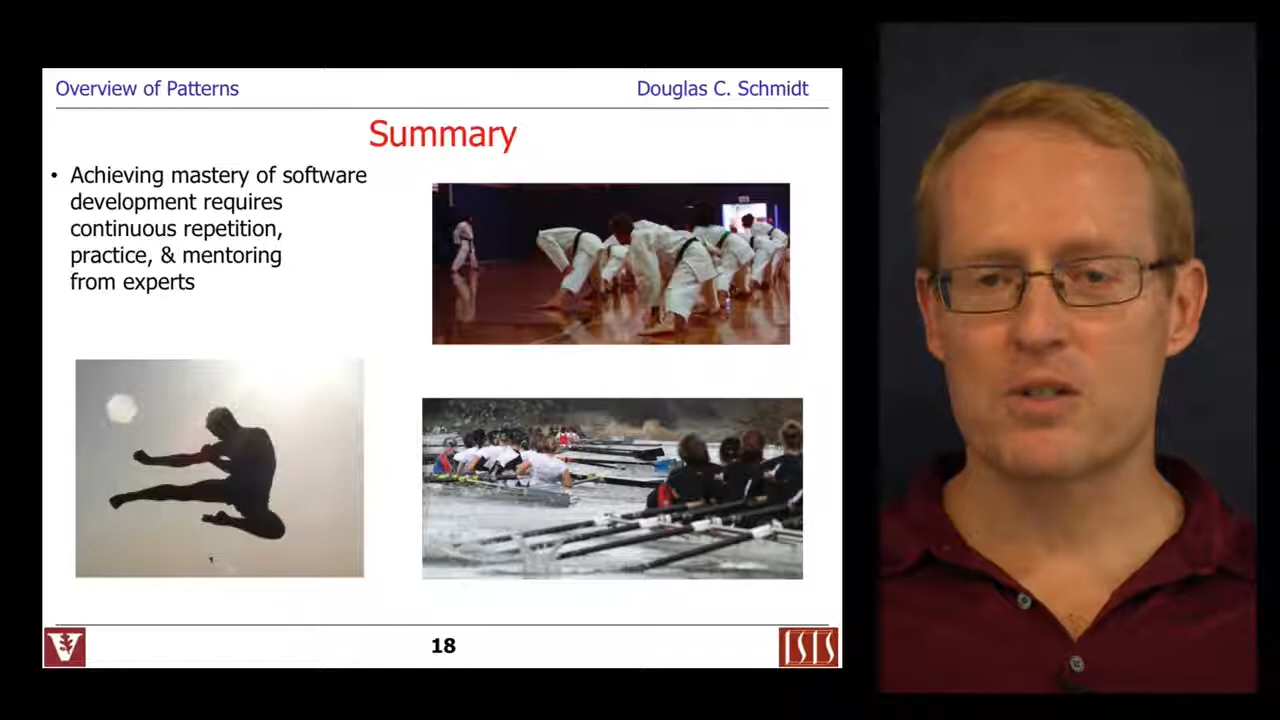 Overview of Patterns
Douglas C. Schmidt
Summary
• Achieving mastery of software
development requires
continuous repetition,
practice, & mentoring
from experts
V
18
ISIS